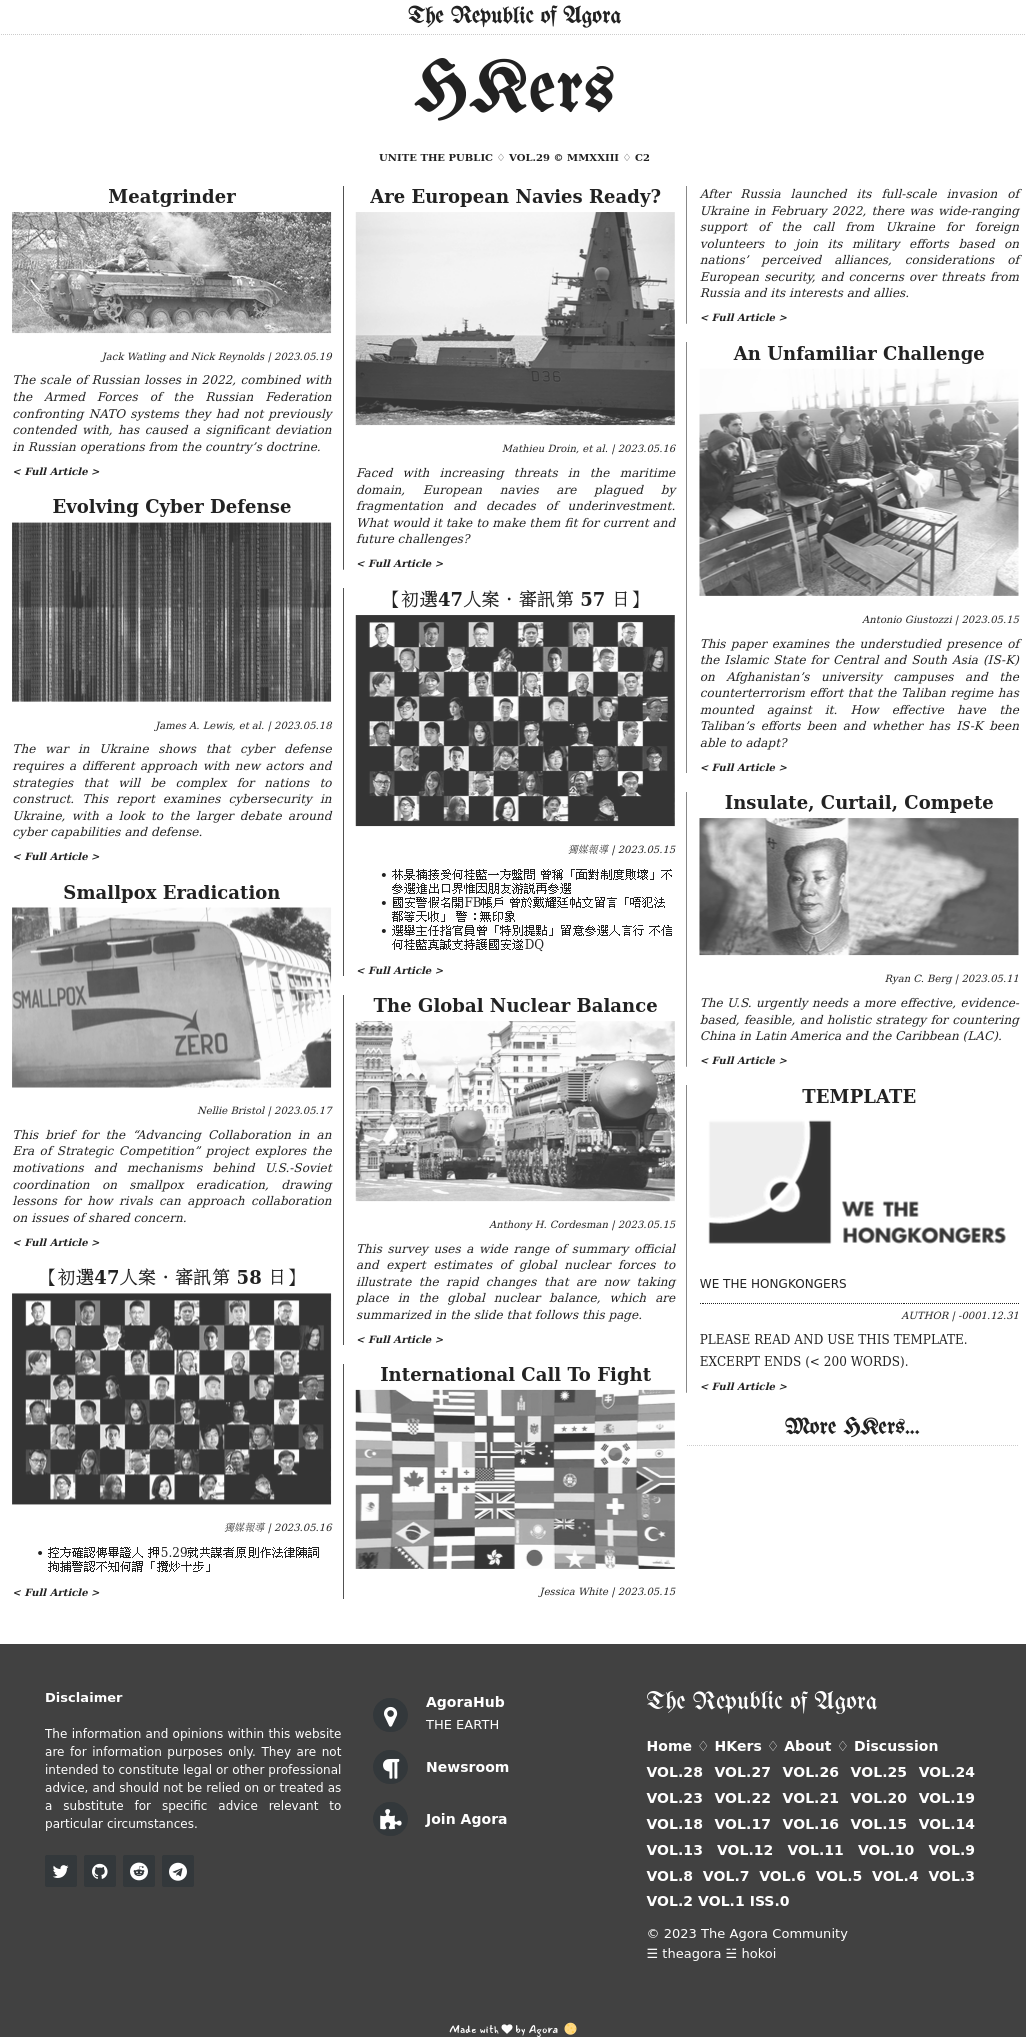 The Republic of Agora
HKers
UNITE THE PUBLIC ♢ VOL.29 © MMXXIII ♢ C2
Meatgrinder
Jack Watling and Nick Reynolds | 2023.05.19
The scale of Russian losses in 2022, combined with
the Armed Forces of the Russian Federation
confronting NATO systems they had not previously
contended with, has caused a significant deviation
in Russian operations from the country’s doctrine.
< Full Article >
Evolving Cyber Defense
James A. Lewis, et al. | 2023.05.18
The war in Ukraine shows that cyber defense
requires a different approach with new actors and
strategies that will be complex for nations to
construct. This report examines cybersecurity in
Ukraine, with a look to the larger debate around
cyber capabilities and defense.
< Full Article >
Smallpox Eradication
SMALLPOX
ZERO
Nellie Bristol | 2023.05.17
This brief for the “Advancing Collaboration in an
Era of Strategic Competition” project explores the
motivations and mechanisms behind U.S.-Soviet
coordination on smallpox eradication, drawing
lessons for how rivals can approach collaboration
on issues of shared concern.
< Full Article >
【初選47人案・審訊第 58 日】
獨媒報導 | 2023.05.16
• 控方確認傳畢證人 押5.29就共謀者原則作法律陳詞
拘捕警認不知何謂「攬炒十步」
< Full Article >
Are European Navies Ready?
D36
Mathieu Droin, et al. | 2023.05.16
Faced with increasing threats in the maritime
domain, European navies are plagued by
fragmentation and decades of underinvestment.
What would it take to make them fit for current and
future challenges?
< Full Article >
【初選47人案・審訊第 57 日】
獨媒報導 | 2023.05.15
• 林景楠接受何桂藍一方盤問 曾稱「面對制度敗壞」不
參選進出口界惟因朋友游説再參選
• 國安警假名開FB帳戶 曾於戴耀廷帖文留言「唔犯法
都等天收」 警：無印象
• 選舉主任指官員曾「特別提點」留意參選人言行 不信
何桂藍真誠支持護國安遂DQ
< Full Article >
The Global Nuclear Balance
Anthony H. Cordesman | 2023.05.15
This survey uses a wide range of summary official
and expert estimates of global nuclear forces to
illustrate the rapid changes that are now taking
place in the global nuclear balance, which are
summarized in the slide that follows this page.
< Full Article >
International Call To Fight
Jessica White | 2023.05.15
After Russia launched its full-scale invasion of
Ukraine in February 2022, there was wide-ranging
support of the call from Ukraine for foreign
volunteers to join its military efforts based on
nations’ perceived alliances, considerations of
European security, and concerns over threats from
Russia and its interests and allies.
< Full Article >
An Unfamiliar Challenge
Antonio Giustozzi | 2023.05.15
This paper examines the understudied presence of
the Islamic State for Central and South Asia (IS-K)
on Afghanistan’s university campuses and the
counterterrorism effort that the Taliban regime has
mounted against it. How effective have the
Taliban’s efforts been and whether has IS-K been
able to adapt?
< Full Article >
Insulate, Curtail, Compete
Ryan C. Berg | 2023.05.11
The U.S. urgently needs a more effective, evidence-
based, feasible, and holistic strategy for countering
China in Latin America and the Caribbean (LAC).
< Full Article >
TEMPLATE
WE THE
HONGKONGERS
WE THE HONGKONGERS
AUTHOR | -0001.12.31
PLEASE READ AND USE THIS TEMPLATE.
EXCERPT ENDS (< 200 WORDS).
< Full Article >
More HKers...
Disclaimer
The information and opinions within this website
are for information purposes only. They are not
intended to constitute legal or other professional
advice, and should not be relied on or treated as
a substitute for specific advice relevant to
particular circumstances.
AgoraHub
THE EARTH
Newsroom
Join Agora
The Republic of Agora
Home ♢ HKers ♢ About ♢ Discussion
VOL.28 VOL.27 VOL.26 VOL.25 VOL.24
VOL.23 VOL.22 VOL.21 VOL.20 VOL.19
VOL.18 VOL.17 VOL.16 VOL.15 VOL.14
VOL.13 VOL.12 VOL.11 VOL.10 VOL.9
VOL.8 VOL.7 VOL.6 VOL.5 VOL.4 VOL.3
VOL.2 VOL.1 ISS.0
© 2023 The Agora Community
☰ theagora ☱ hokoi
Made with ♥ by Agora